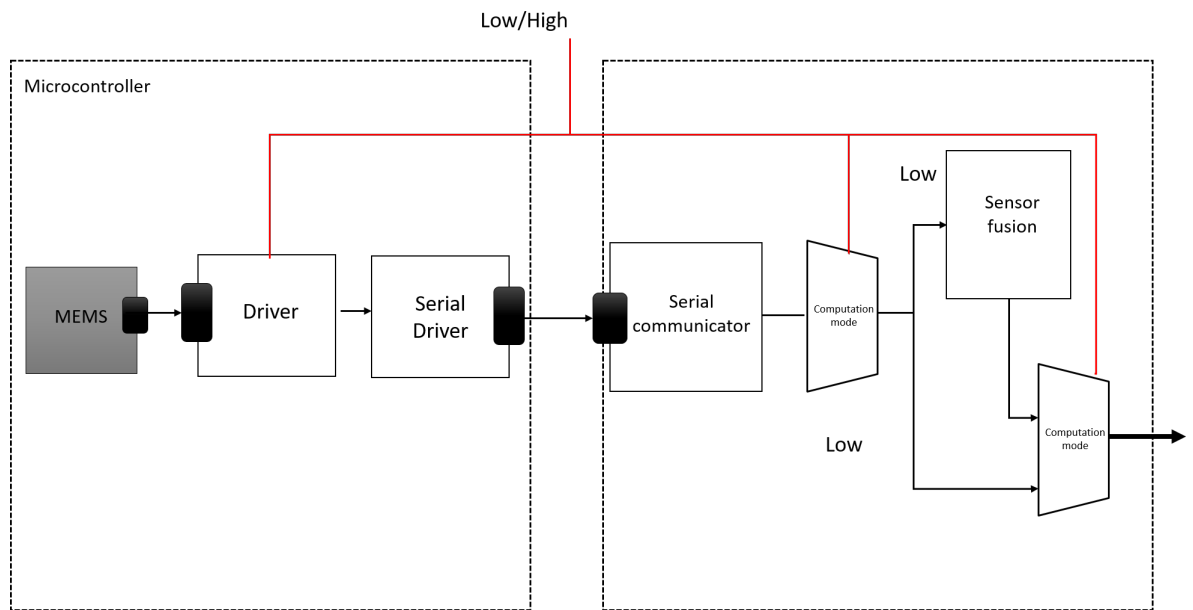 Low/High
Microcontroller
Low
Sensor
fusion
MEMS
Driver
Serial
Driver
Serial
communicator
Computation
mode
Low
Computation
mode